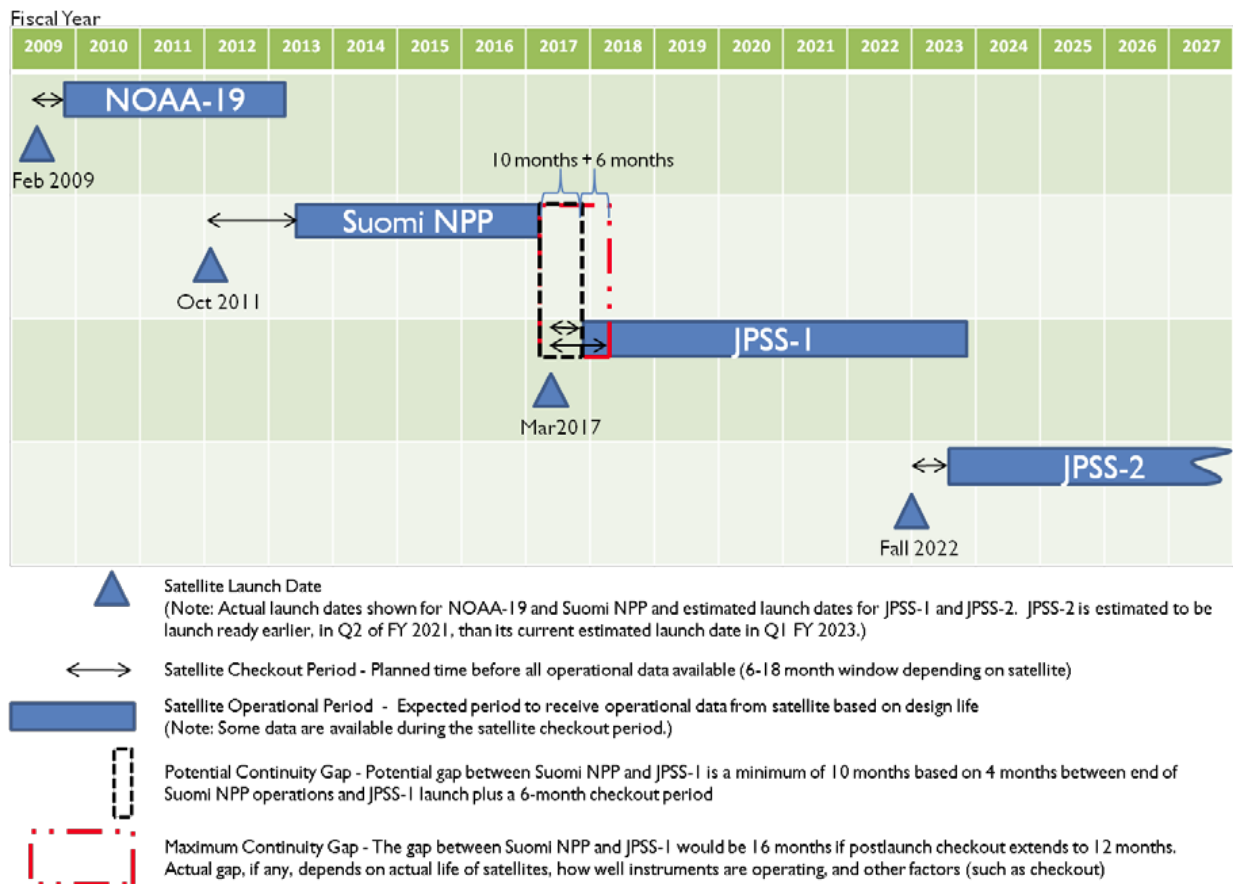 Fiscal Year
2009 2010 2011 2012 2013 2014 2015 2016 2017 2018 2019 2020 2021 2022 2023 2024 2025 2026 2027
NOAA-19
Feb 2009
10 months + 6 months
Suomi NPP
Oct 2011
JPSS-1
Mar2017
JPSS-2
Fall 2022
Satellite Launch Date
(Note: Actual launch dates shown for NOAA-19 and Suomi NPP and estimated launch dates for JPSS-1 and JPSS-2. JPSS-2 is estimated to be
launch ready earlier, in Q2 of FY 2021, than its current estimated launch date in Q1 FY 2023.)
Satellite Checkout Period - Planned time before all operational data available (6-18 month window depending on satellite)
Satellite Operational Period - Expected period to receive operational data from satellite based on design life
(Note: Some data are available during the satellite checkout period.)
Potential Continuity Gap - Potential gap between Suomi NPP and JPSS-1 is a minimum of 10 months based on 4 months between end of
Suomi NPP operations and JPSS-1 launch plus a 6-month checkout period
Maximum Continuity Gap - The gap between Suomi NPP and JPSS-1 would be 16 months if postlaunch checkout extends to 12 months.
Actual gap, if any, depends on actual life of satellites, how well instruments are operating, and other factors (such as checkout)